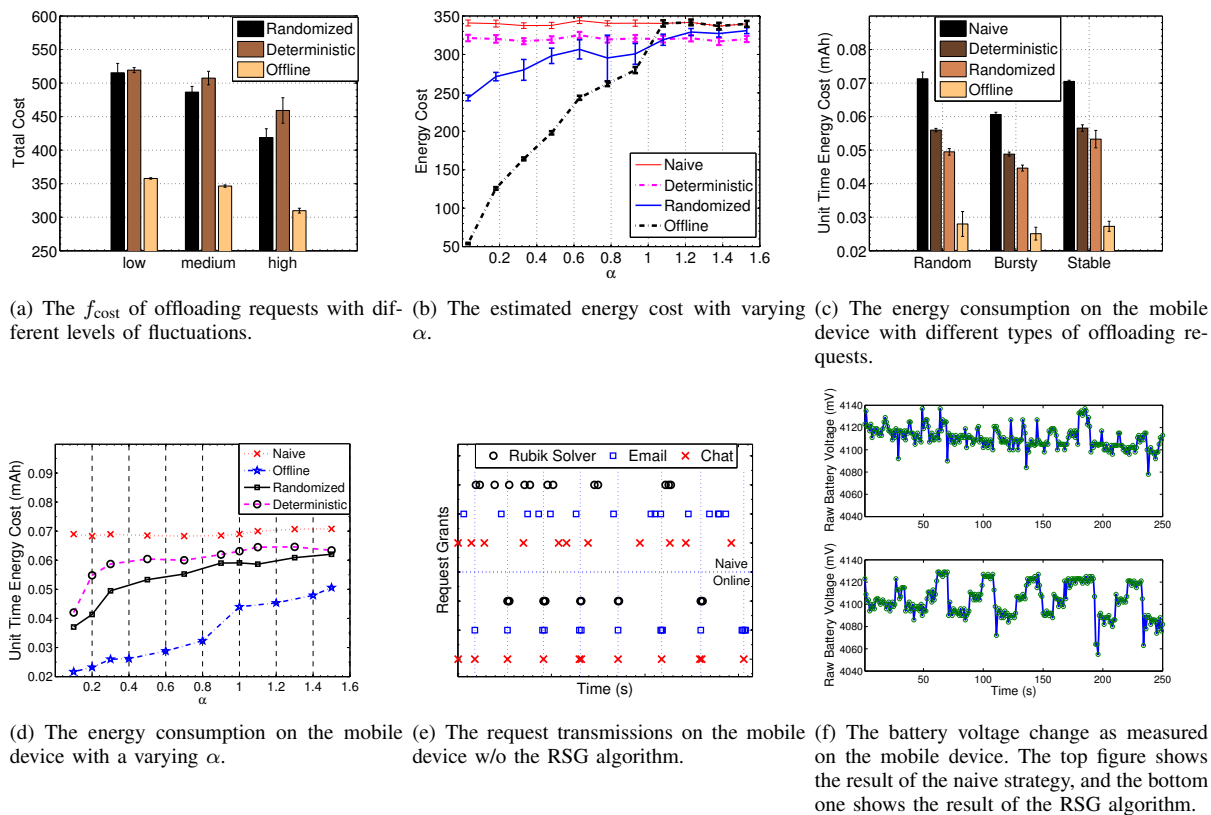 600
550
500
450
400
350
300
250
Total Cost
Randomized
Deterministic
Offline
low medium high
(a) The f_cost of offloading requests with dif-
ferent levels of fluctuations.
350
300
250
200
150
100
50
Energy Cost
Naive
Deterministic
Randomized
Offline
0 0.2 0.4 0.6 0.8 1 1.2 1.4 1.6
α
(b) The estimated energy cost with varying
α.
0.09
0.08
0.07
0.06
0.05
0.04
0.03
0.02
Unit Time Energy Cost (mAh)
Naive
Deterministic
Randomized
Offline
Random Bursty Stable
(c) The energy consumption on the mobile
device with different types of offloading re-
quests.
0.09
0.08
0.07
0.06
0.05
0.04
0.03
0.02
Unit Time Energy Cost (mAh)
Naive
Offline
Randomized
Deterministic
0.2 0.4 0.6 0.8 1 1.2 1.4 1.6
α
(d) The energy consumption on the mobile
device with a varying α.
Request Grants
Rubik Solver Email Chat
Naive
Online
Time (s)
(e) The request transmissions on the mobile
device w/o the RSG algorithm.
Raw Battery Voltage (mV)
4140
4120
4100
4080
4060
4040
50 100 150 200 250
Raw Battery Voltage (mV)
4140
4120
4100
4080
4060
4040
50 100 150 200 250
Time (s)
(f) The battery voltage change as measured
on the mobile device. The top figure shows
the result of the naive strategy, and the bottom
one shows the result of the RSG algorithm.